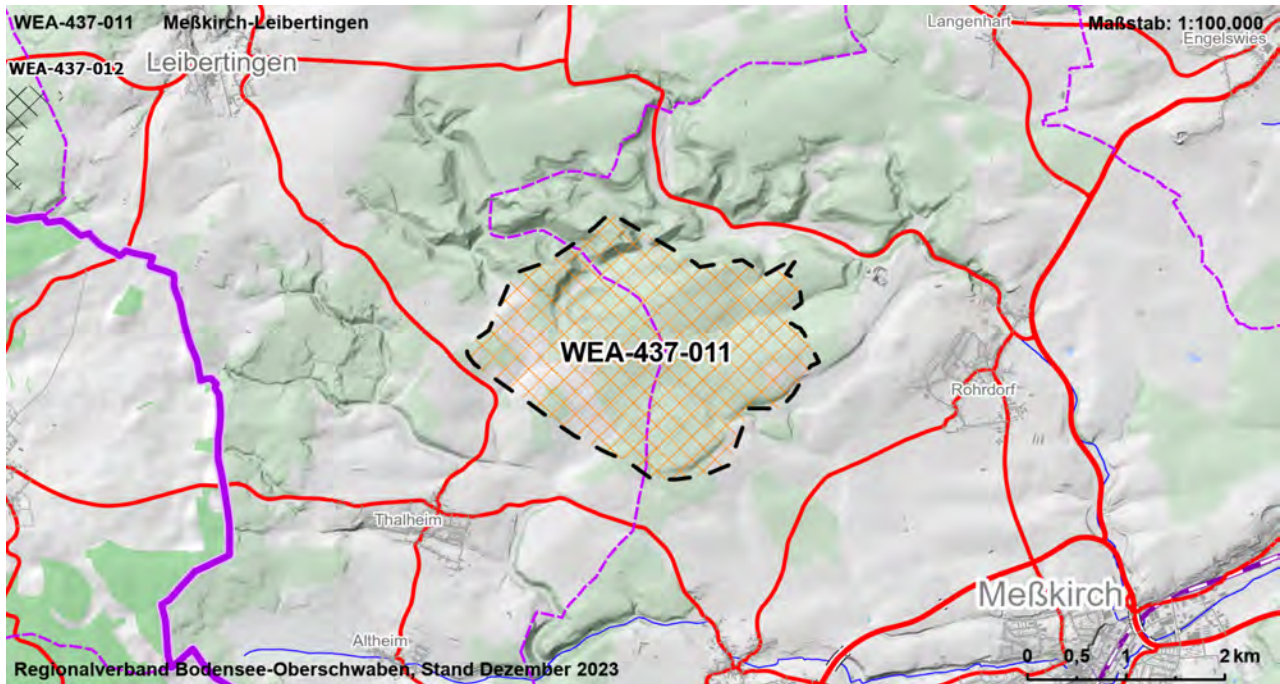 WEA-437-011 Meßkirch-Leibertingen
Langenhart
Maßstab: 1:100.000
Engelswies
WEA-437-012
Leibertingen
WEA-437-011
Rohrdorf
Thalheim
Meßkirch
Altheim
Regionalverband Bodensee-Oberschwaben, Stand Dezember 2023
0 0,5 1 2 km